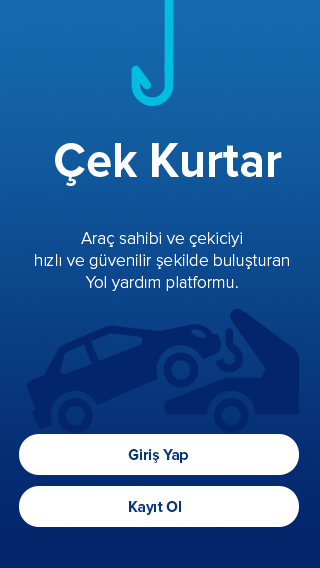 Çek Kurtar
Araç sahibi ve çekiciyi
hızlı ve güvenilir şekilde buluşturan
Yol yardım platformu.
Giriş Yap
Kayıt Ol